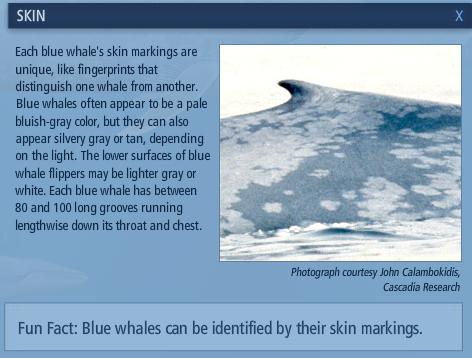 SKIN X
Each blue whale's skin markings are
unique, like fingerprints that
distinguish one whale from another.
Blue whales often appear to be a pale
bluish-gray color, but they can also
appear silvery gray or tan, depending
on the light. The lower surfaces of blue
whale flippers may be lighter gray or
white. Each blue whale has between
80 and 100 long grooves running
lengthwise down its throat and chest.
Photograph courtesy John Calambokidis,
Cascadia Research
Fun Fact: Blue whales can be identified by their skin markings.